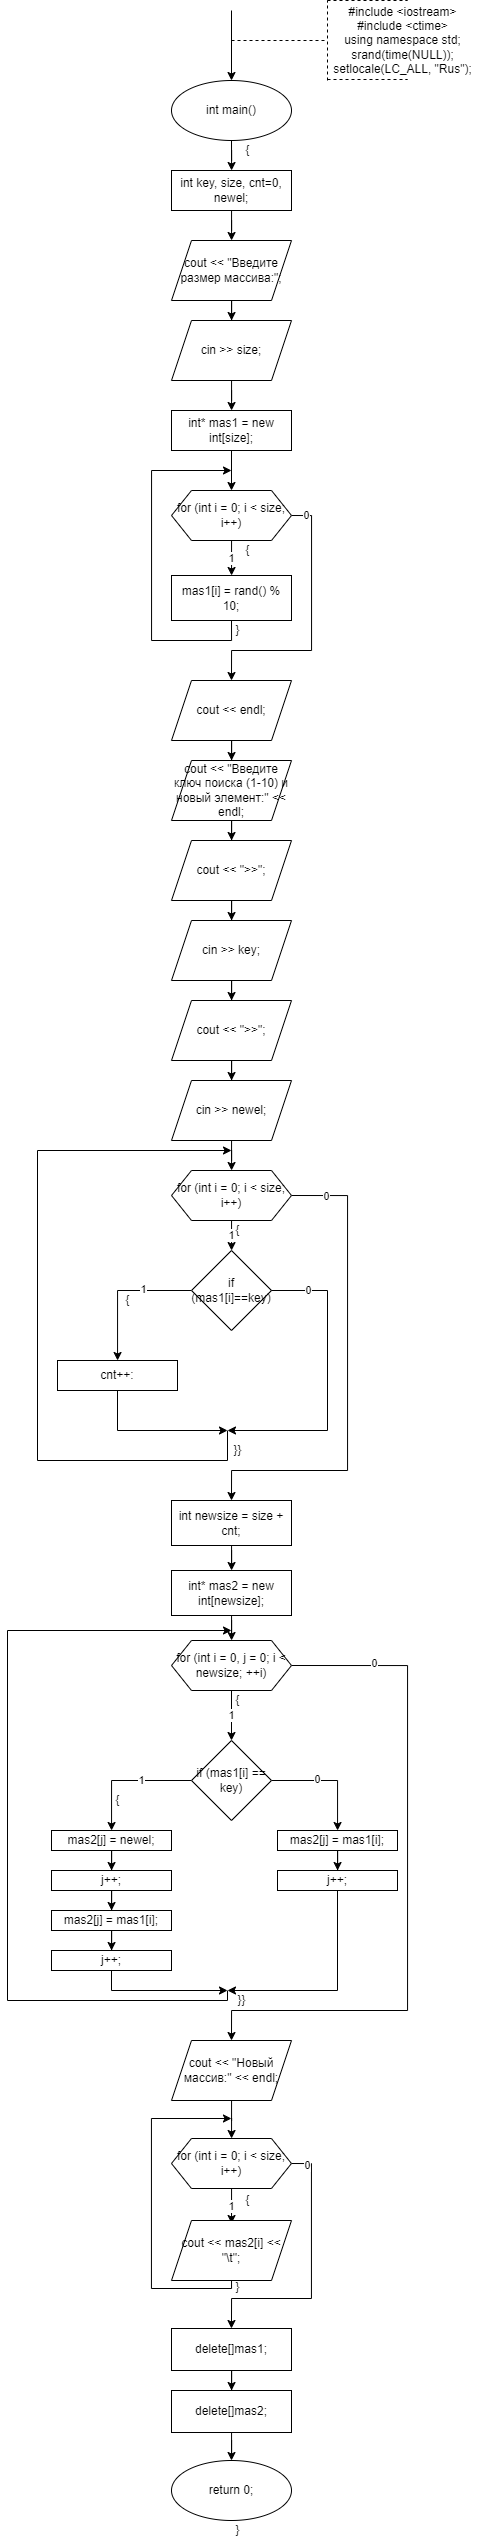 #include <iostream>
#include <ctime>
using namespace std;
srand(time(NULL));
setlocale(LC_ALL, "Rus");
int main()
{
int key, size, cnt=0,
newel;
cout << "Введите
размер массива:";
cin >> size;
int* mas1 = new
int[size];
for (int i = 0; i < size;
i++)
0
{
1
mas1[i] = rand() %
10;
}
cout << endl;
cout << "Введите
ключ поиска (1-10) и
новый элемент:" <<
endl;
cout << ">>";
cin >> key;
cout << ">>";
cin >> newel;
for (int i = 0; i < size;
i++)
0
1
{
if
(mas1[i]==key)
1
0
{
cnt++:
}}
int newsize = size +
cnt;
int* mas2 = new
int[newsize];
for (int i = 0, j = 0; i <
newsize; ++i)
0
{
1
if (mas1[i] ==
key)
1
0
{
mas2[j] = newel;
mas2[j] = mas1[i];
j++;
j++;
mas2[j] = mas1[i];
j++;
}}
cout << "Новый
массив:" << endl;
for (int i = 0; i < size;
i++)
0
{
1
cout << mas2[i] <<
"\t";
}
delete[]mas1;
delete[]mas2;
return 0;
}